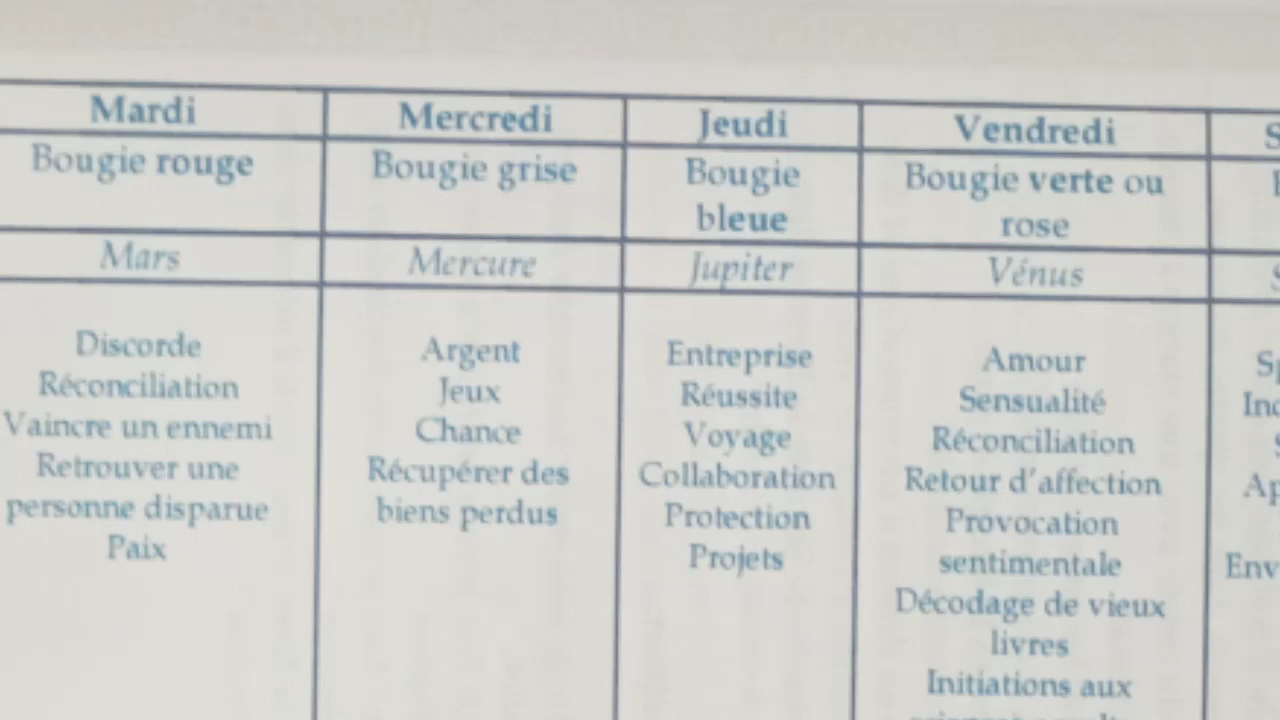 Mardi
Bougie rouge
Mars
Discorde
Réconciliation
Vaincre un ennemi
Retrouver une
personne disparue
Paix
Mercredi
Bougie grise
Mercure
Argent
Jeux
Chance
Récupérer des
biens perdus
Jeudi
Bougie
bleue
Jupiter
Entreprise
Réussite
Voyage
Collaboration
Protection
Projets
Vendredi
Bougie verte ou
rose
Vénus
Amour
Sensualité
Réconciliation
Retour d'affection
Provocation
sentimentale
Décodage de vieux
livres
Initiations aux